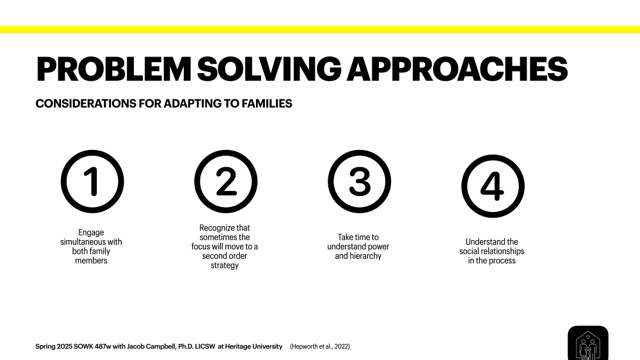 PROBLEM SOLVING APPROACHES
CONSIDERATIONS FOR ADAPTING TO FAMILIES
1
Engage
simultaneous with
both family
members
2
Recognize that
sometimes the
focus will move to a
second order
strategy
3
Take time to
understand power
and hierarchy
4
Understand the
social relationships
in the process
Spring 2025 SOWK 487w with Jacob Campbell, Ph.D. LICSW at Heritage University (Hepworth et al., 2022)